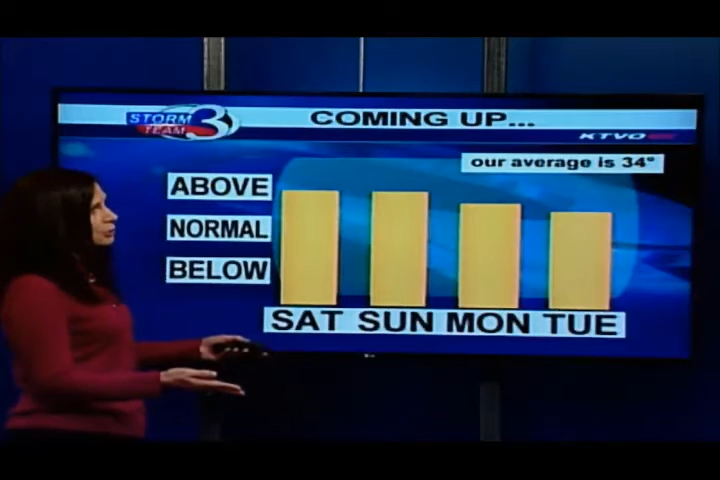 STORM 3
TEAM
COMING UP...
KTVO
our average is 34°
ABOVE
NORMAL
BELOW
SAT SUN MON TUE